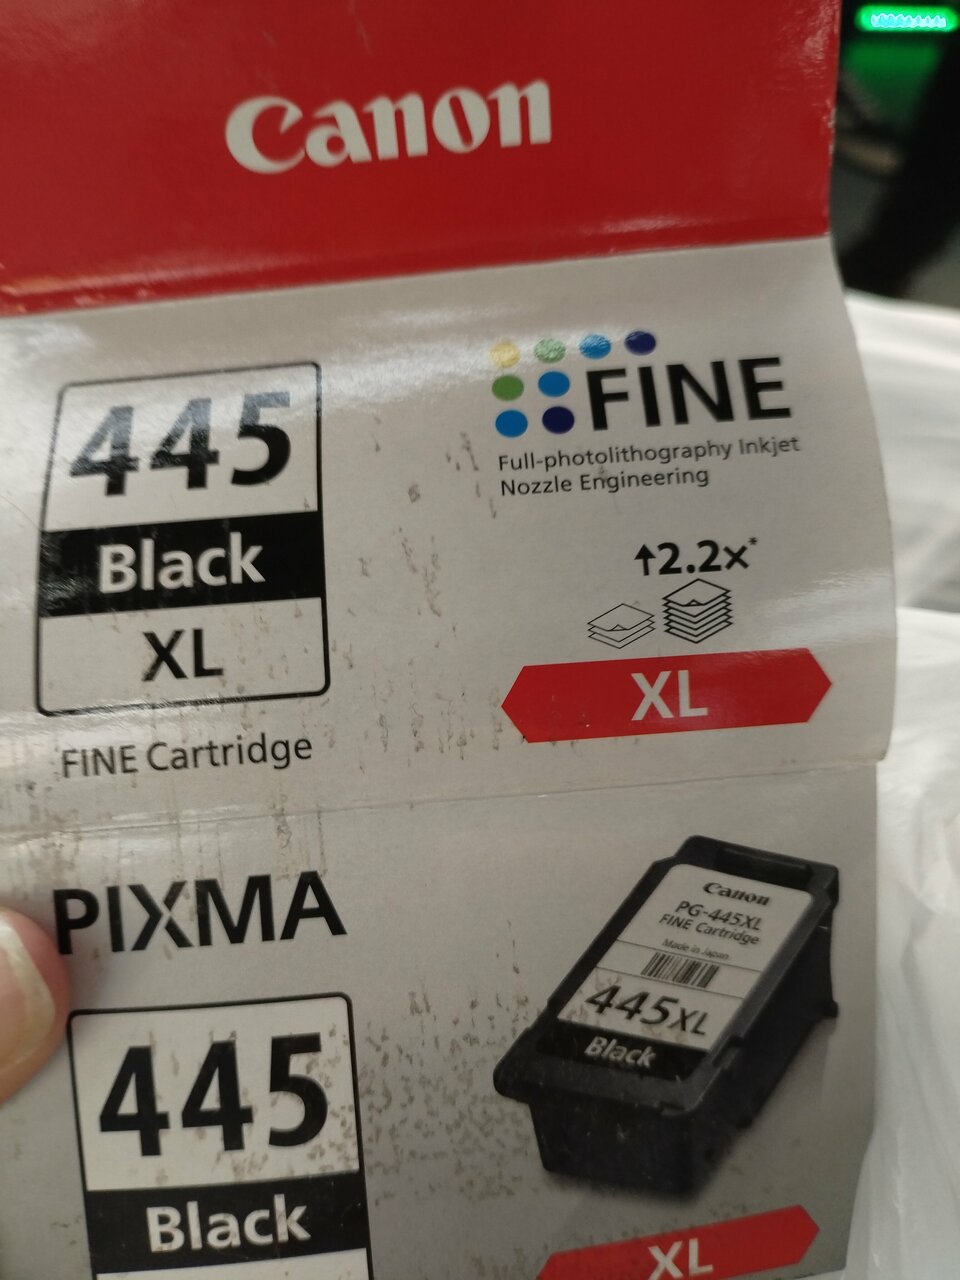 Canon
445
Black
XL
FINE Cartridge
FINE
Full-photolithography Inkjet
Nozzle Engineering
↑2.2x*
XL
PIXMA
445
Black
Canon
PG-445XL
FINE Cartridge
Made in Japan
445XL
Black
XL